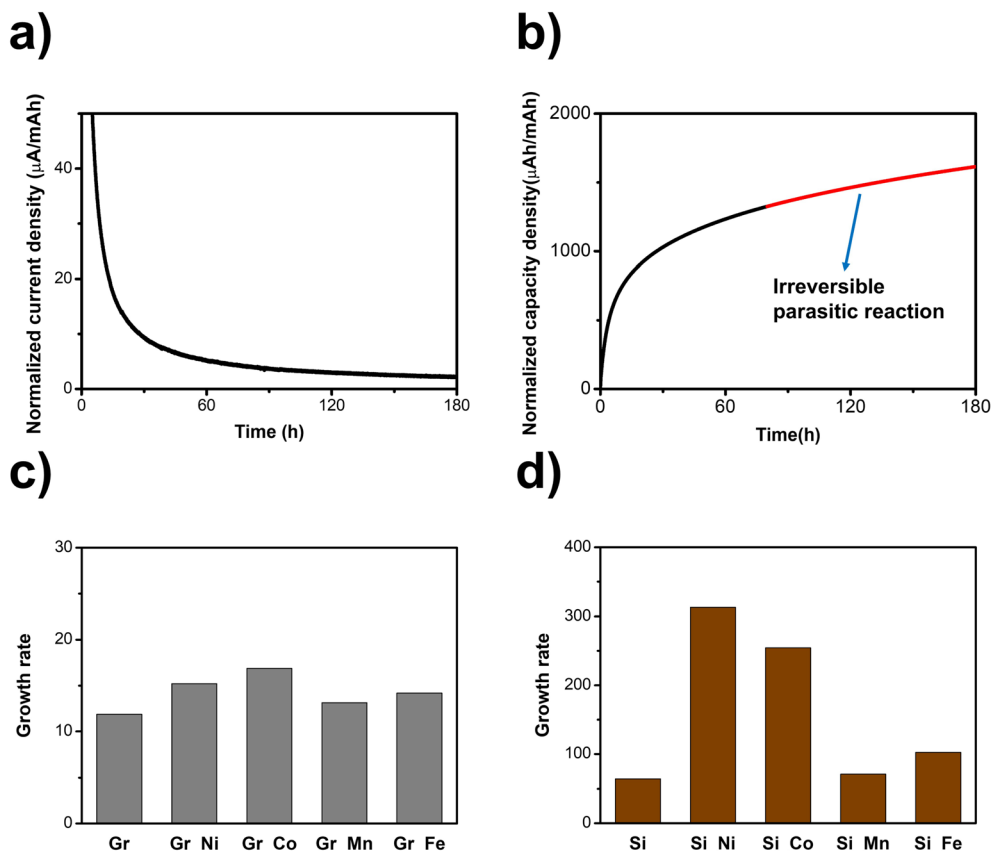 a)
Normalized current density (μA/mAh)
40
20
0
0 60 120 180
Time (h)
b)
Normalized capacity density(μAh/mAh)
2000
1000
0
Irreversible
parasitic reaction
0 60 120 180
Time(h)
c)
Growth rate
30
20
10
0
Gr Gr Ni Gr Co Gr Mn Gr Fe
d)
Growth rate
400
300
200
100
0
Si Si Ni Si Co Si Mn Si Fe